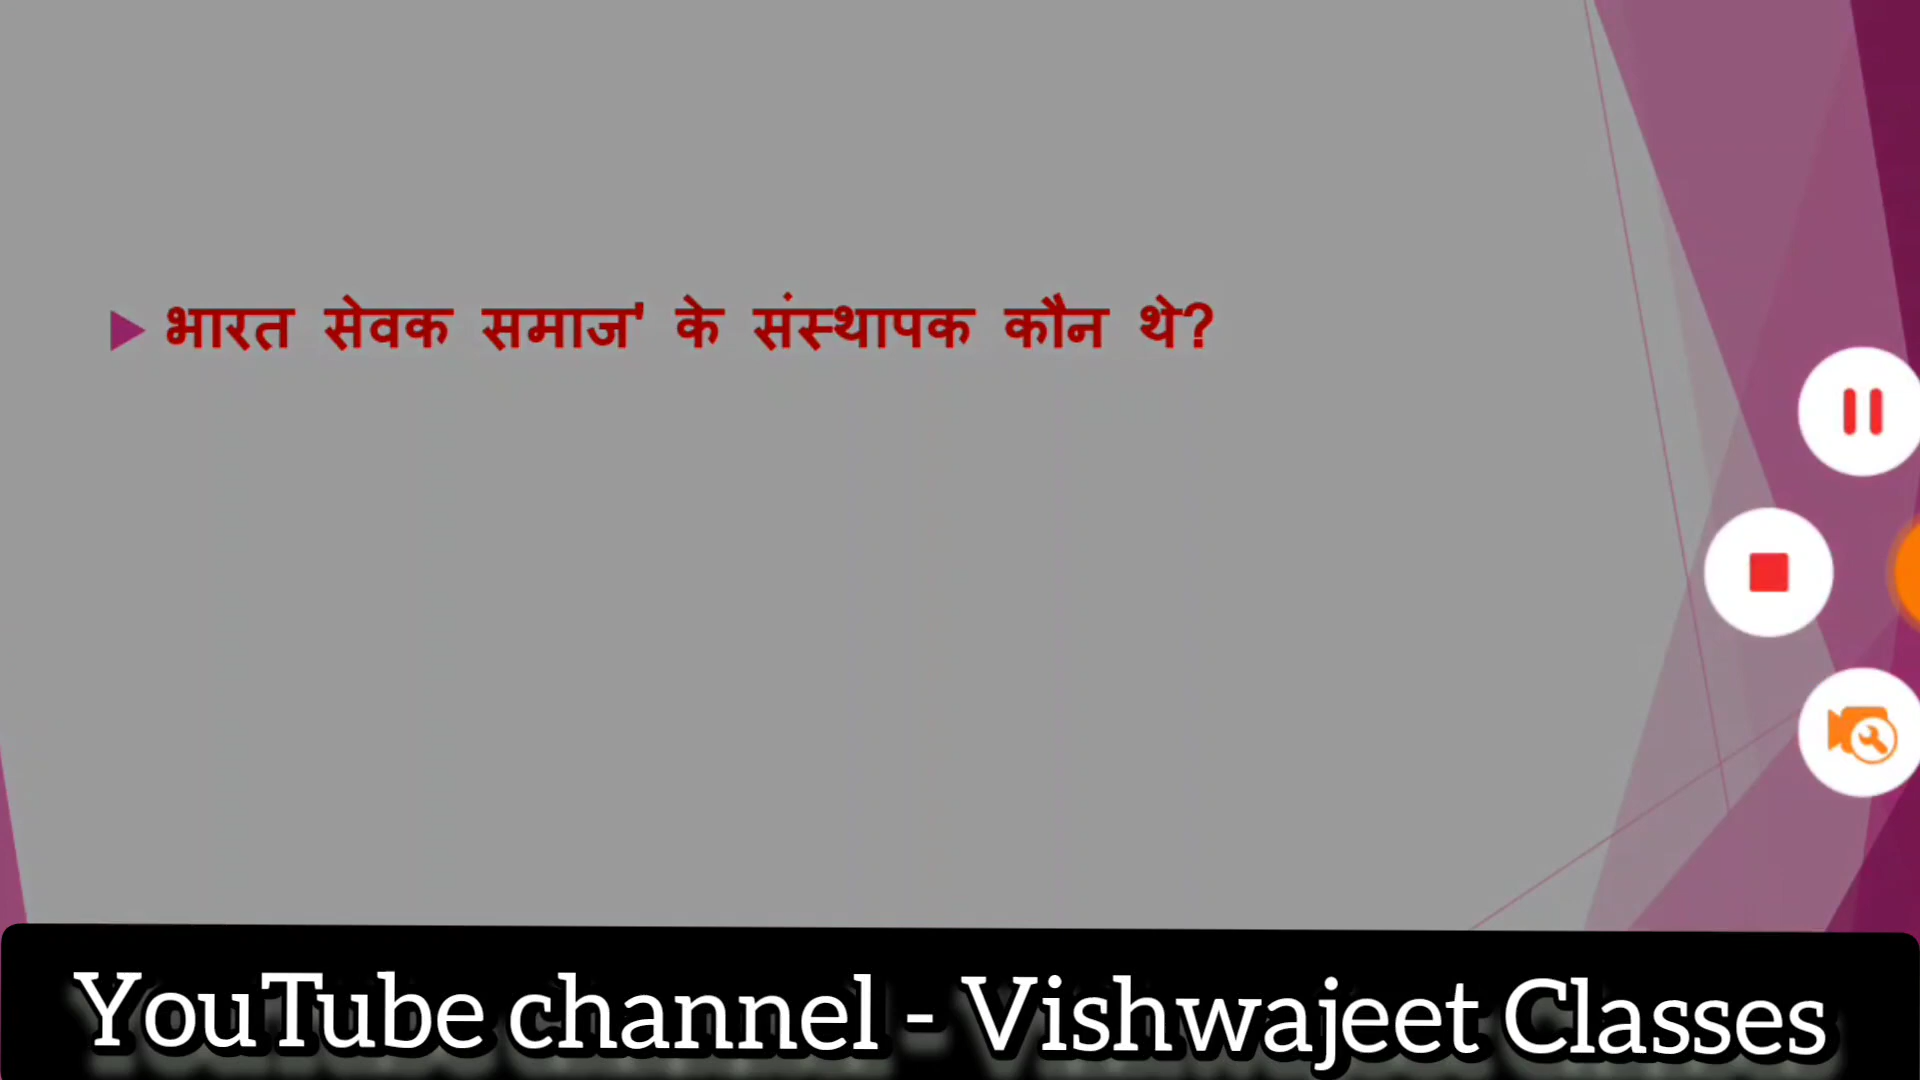 भारत सेवक समाज' के संस्थापक कौन थे?
YouTube channel - Vishwajeet Classes